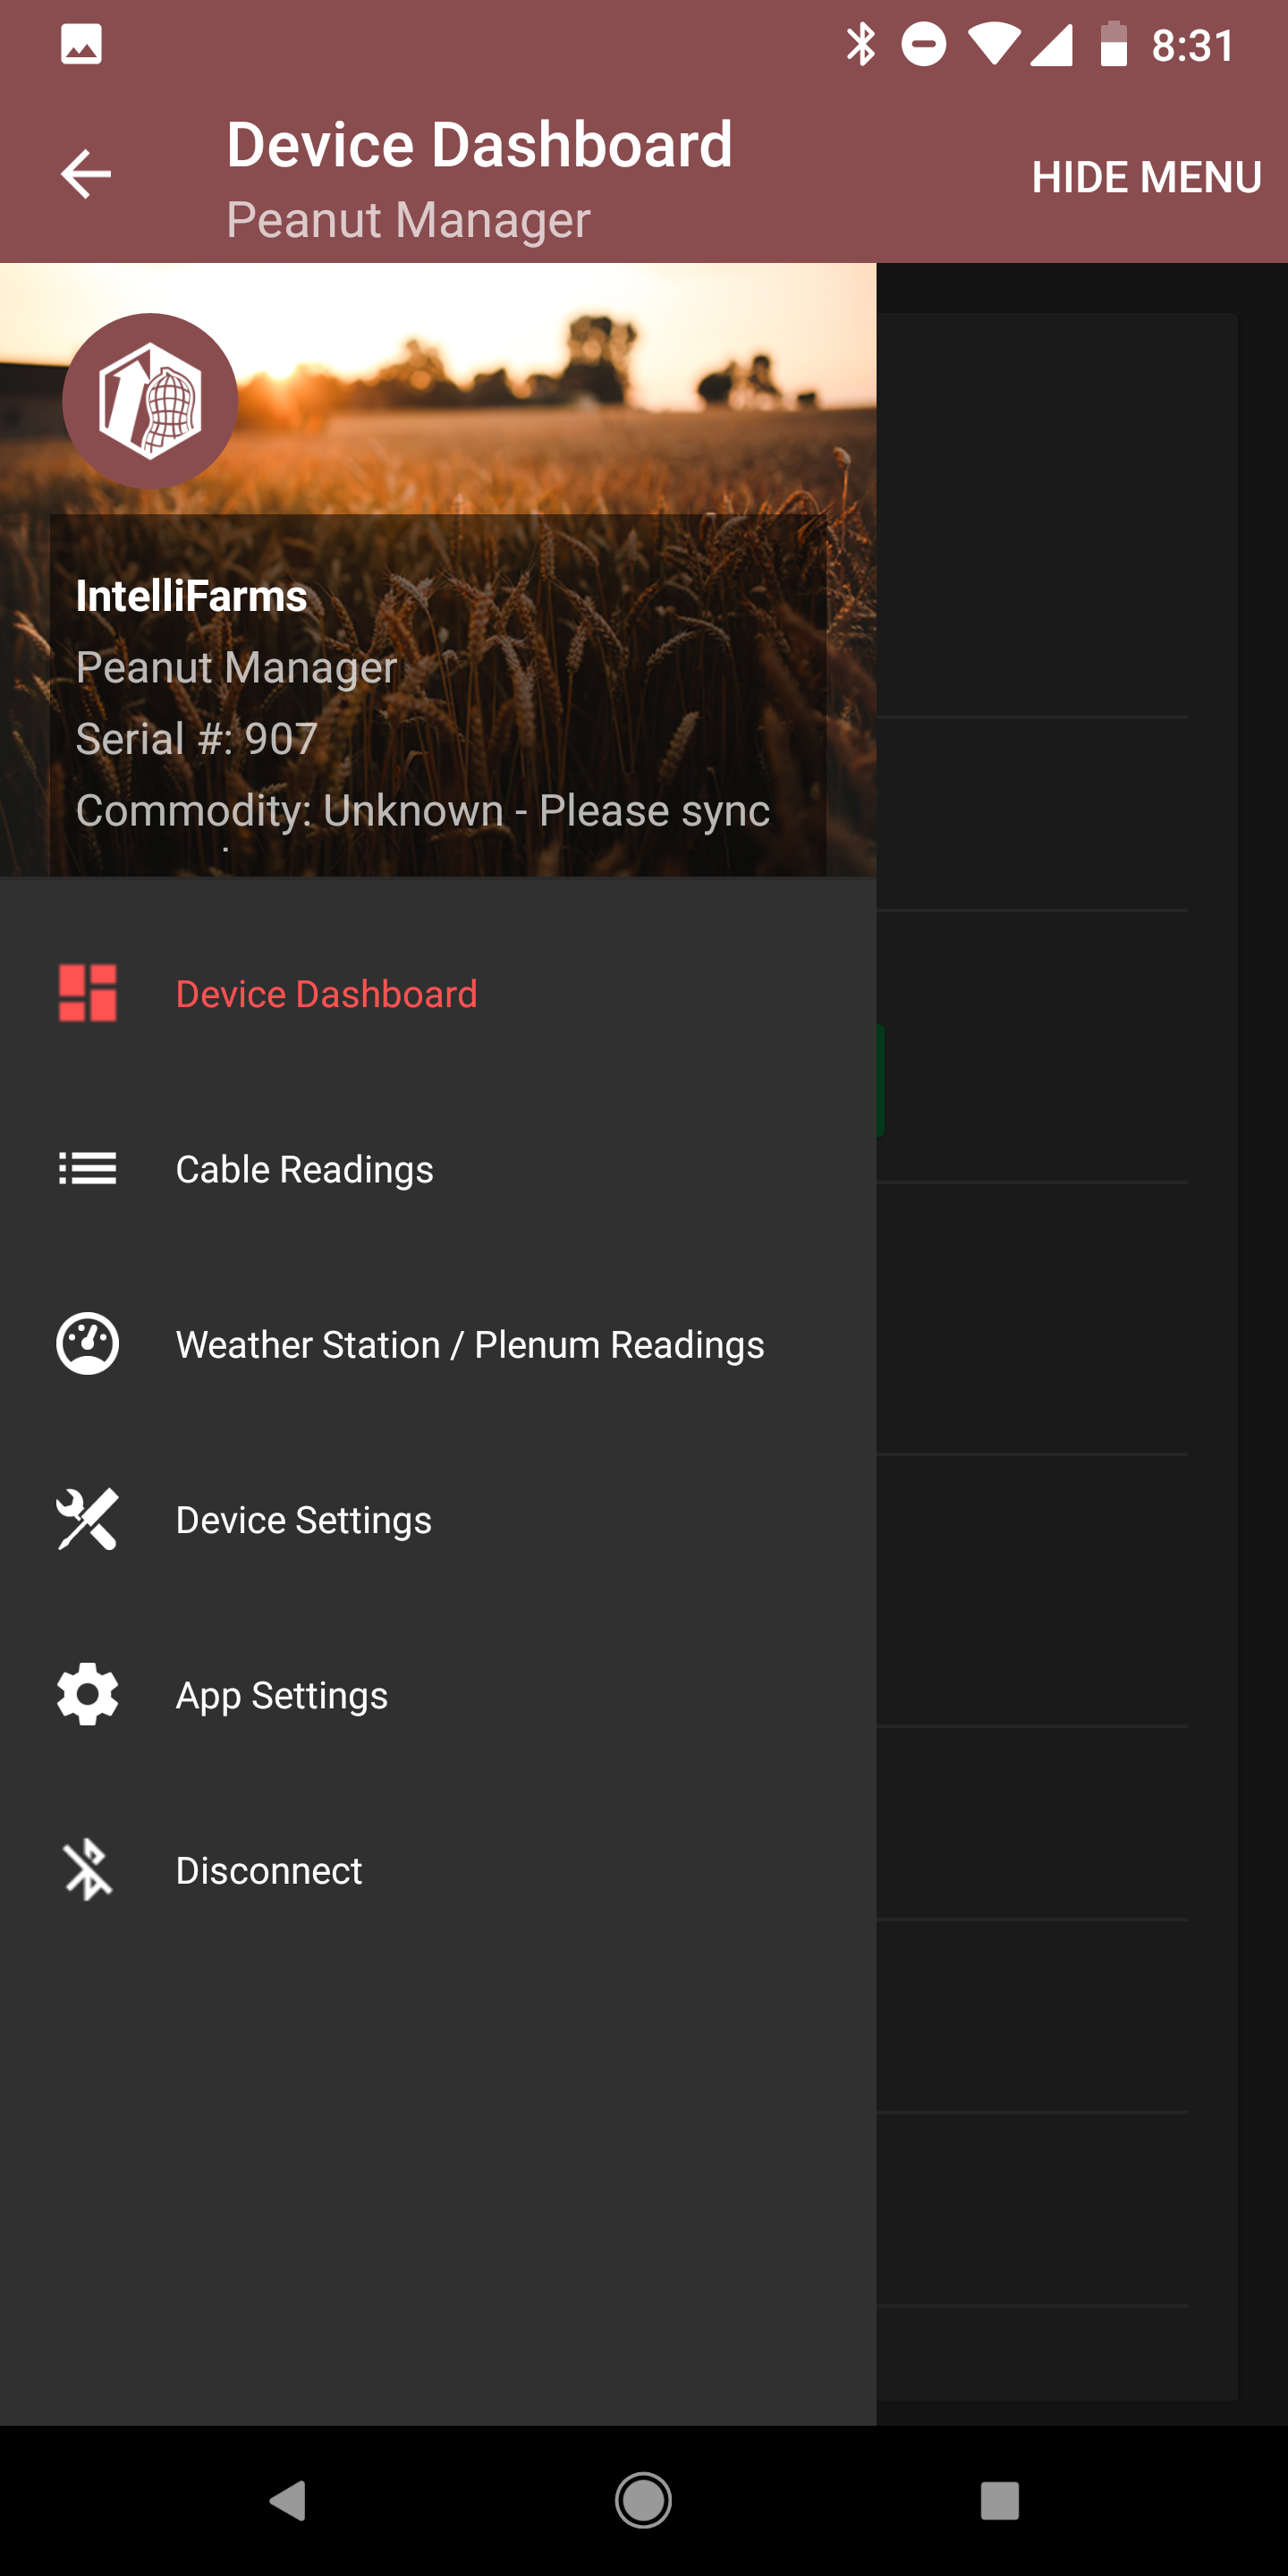 8:31
Device Dashboard
HIDE MENU
Peanut Manager
IntelliFarms
Peanut Manager
Serial #: 907
Commodity: Unknown - Please sync
Device Dashboard
Cable Readings
Weather Station / Plenum Readings
Device Settings
App Settings
Disconnect